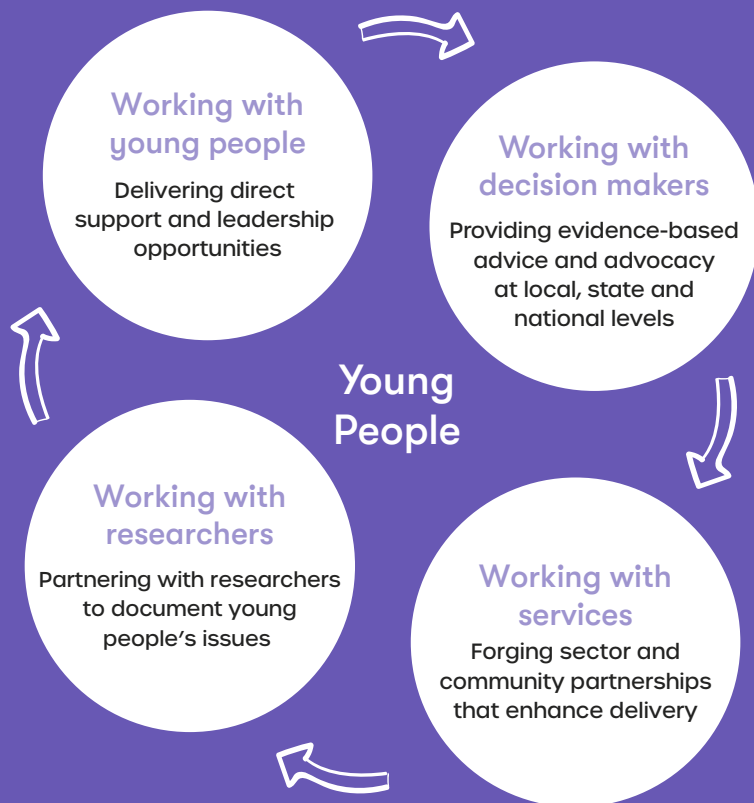 Working with
young people
Delivering direct
support and leadership
opportunities
Working with
decision makers
Providing evidence-based
advice and advocacy
at local, state and
national levels
Young
People
Working with
services
Forging sector and
community partnerships
that enhance delivery
Working with
researchers
Partnering with researchers
to document young
people’s issues